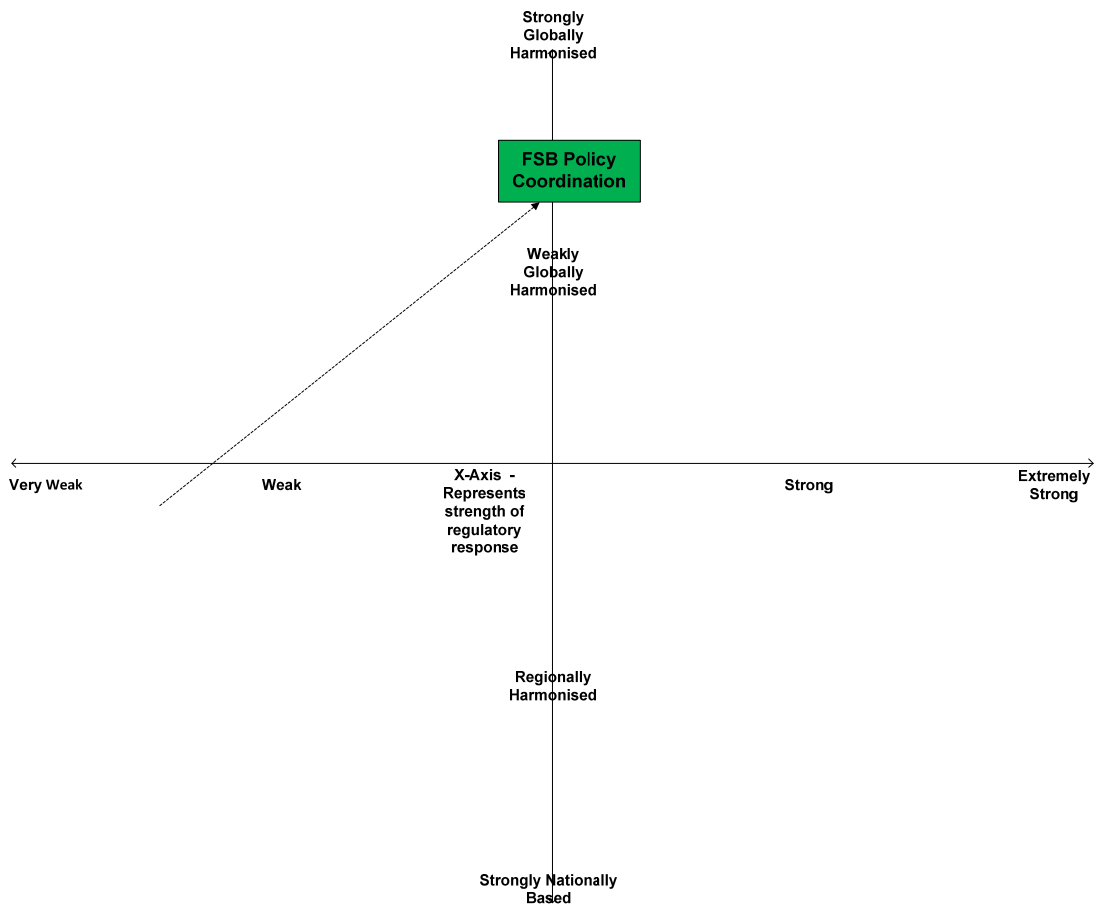 Strongly
Globally
Harmonised
FSB Policy
Coordination
Weakly
Globally
Harmonised
Very Weak
Weak
X-Axis -
Represents
strength of
regulatory
response
Strong
Extremely
Strong
Regionally
Harmonised
Strongly Nationally
Based